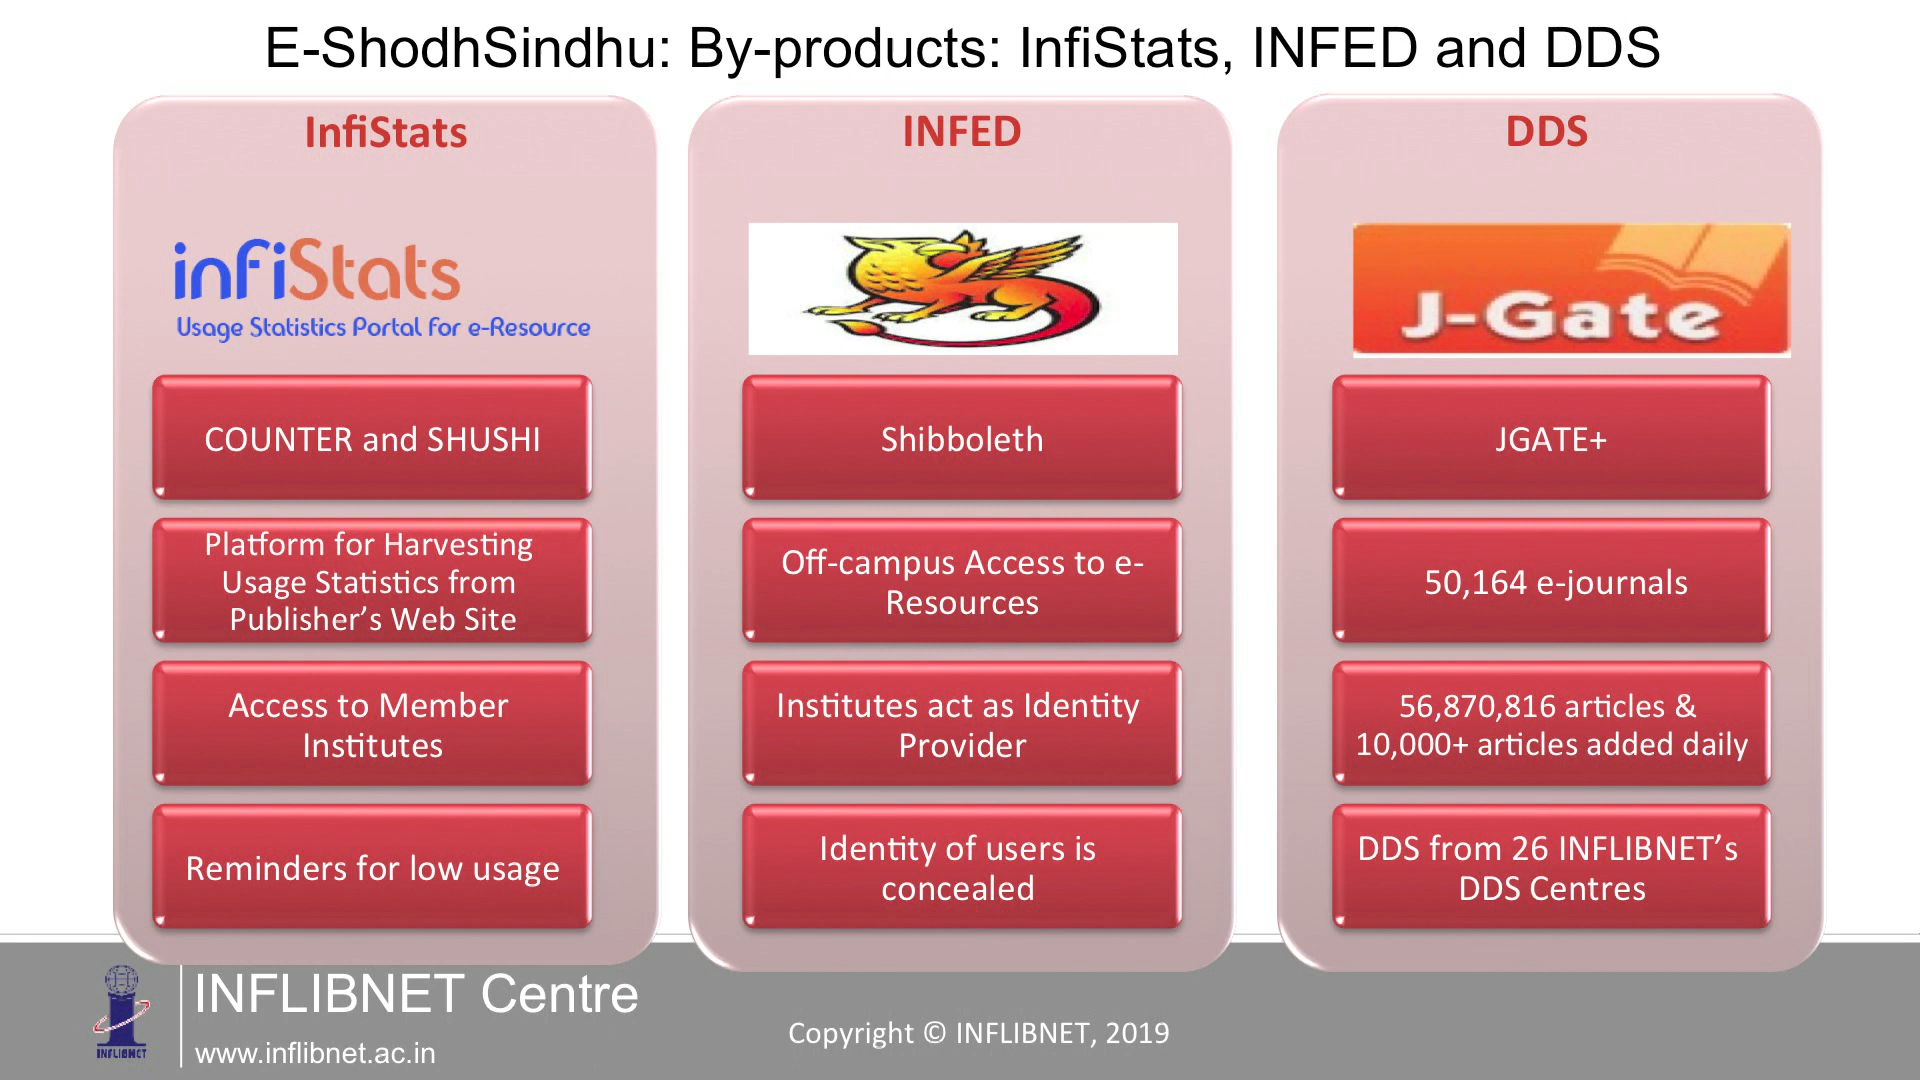 E-ShodhSindhu: By-products: InfiStats, INFED and DDS
InfiStats
infiStats
Usage Statistics Portal For e-Resource
COUNTER and SHUSHI
Platform for Harvesting
Usage Statistics from
Publisher’s Web Site
Access to Member
Institutes
Reminders for low usage
INFED
Shibboleth
Off-campus Access to e-
Resources
Institutes act as Identity
Provider
Identity of users is
concealed
DDS
J-Gate
JGATE+
50,164 e-journals
56,870,816 articles &
10,000+ articles added daily
DDS from 26 INFLIBNET’s
DDS Centres
INFLIBNET
INFLIBNET Centre
www.inflibnet.ac.in
Copyright © INFLIBNET, 2019